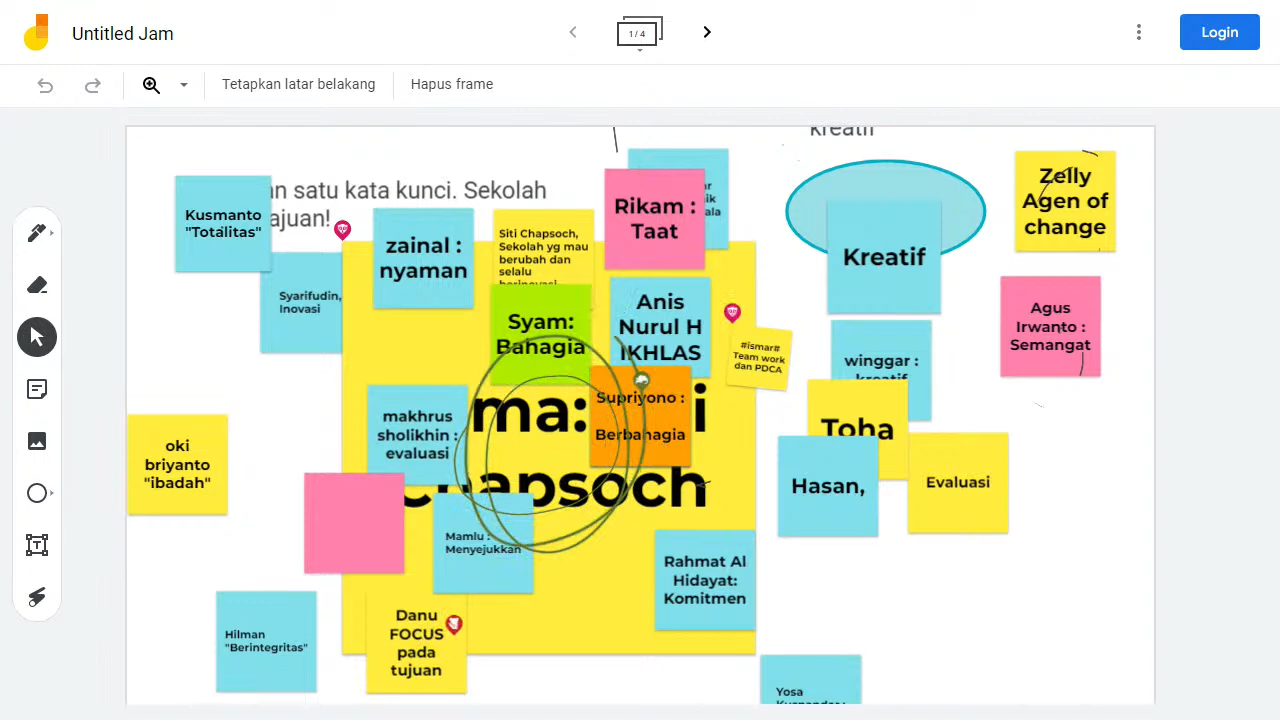 Untitled Jam
1 / 4
Login
Tetapkan latar belakang
Hapus frame
kreatif
satu kata kunci. Sekolah
Kusmanto
"Totalitas"
Syarifudin,
Inovasi
zainal :
nyaman
Siti Chapsoch,
Sekolah yg mau
berubah dan
selalu
berinovasi
Rikam :
Taat
Kreatif
Zelly
Agen of
change
Syam:
Bahagia
Anis
Nurul H
IKHLAS
#ismar#
Team work
dan PDCA
Agus
Irwanto :
Semangat
winggar :
kreatif
Supriyono :
Berbahagia
makhrus
sholikhin :
evaluasi
Chapsoch
Toha
Hasan,
Evaluasi
oki
briyanto
"ibadah"
Mamlu :
Menyejukkan
Rahmat Al
Hidayat:
Komitmen
Hilman
"Berintegritas"
Danu
FOCUS
pada
tujuan
Yosa